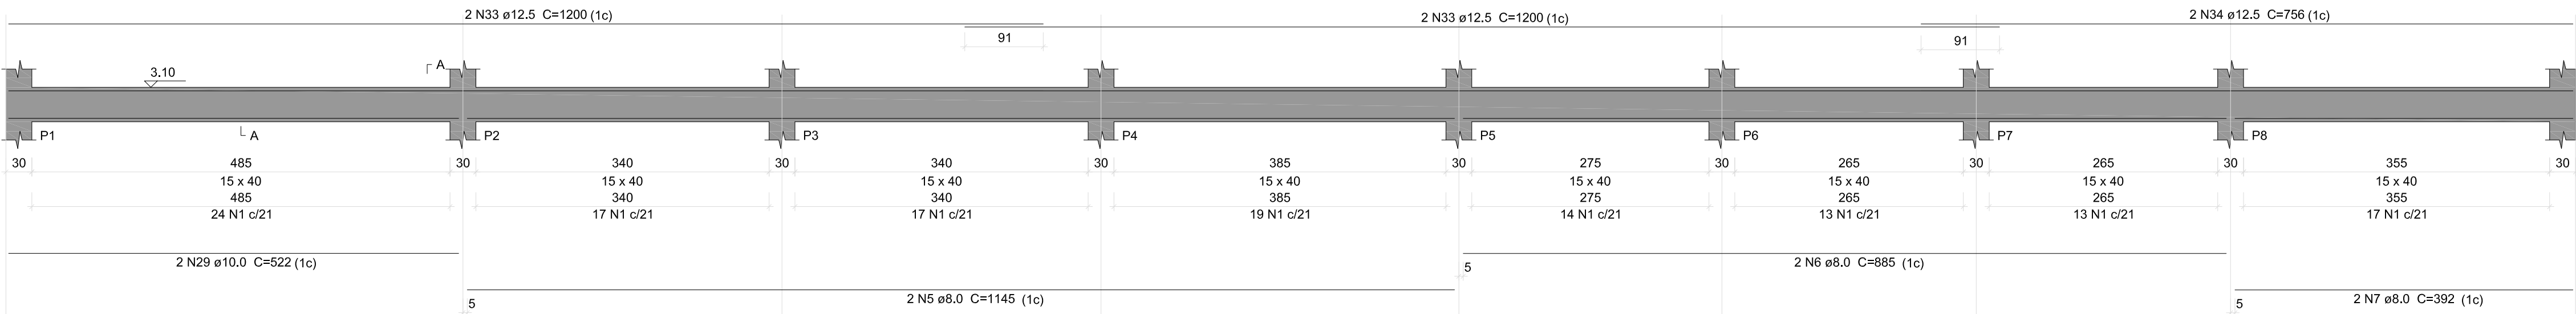 2 N33 ø12.5 C=1200 (1c)
2 N33 ø12.5 C=1200 (1c)
2 N34 ø12.5 C=756 (1c)
91
91
A
3.10
A
P1
P2
P3
P4
P5
P6
P7
P8
30 485 30 340 30 340 30 385 30 275 30 265 30 265 30 355 30
15 x 40 15 x 40 15 x 40 15 x 40 15 x 40 15 x 40 15 x 40 15 x 40
485 340 340 385 275 265 265 355
24 N1 c/21 17 N1 c/21 17 N1 c/21 19 N1 c/21 14 N1 c/21 13 N1 c/21 13 N1 c/21 17 N1 c/21
2 N29 ø10.0 C=522 (1c)
5
2 N6 ø8.0 C=885 (1c)
5
2 N5 ø8.0 C=1145 (1c)
5
2 N7 ø8.0 C=392 (1c)